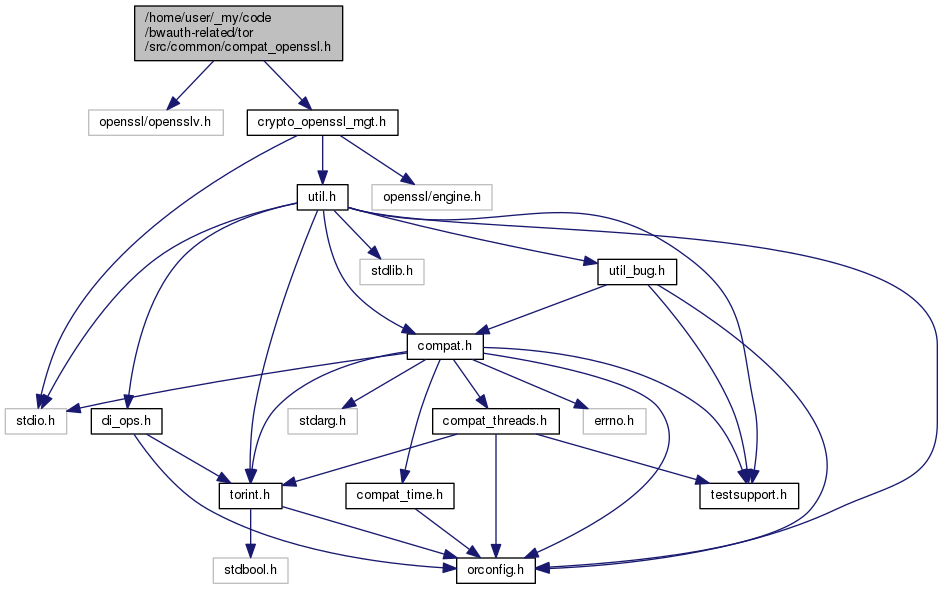 /home/user/_my/code
/bwauth-related/tor
/src/common/compat_openssl.h
openssl/opensslv.h
crypto_openssl_mgt.h
util.h
openssl/engine.h
stdlib.h
util_bug.h
compat.h
stdio.h
di_ops.h
stdarg.h
compat_threads.h
errno.h
torint.h
compat_time.h
testsupport.h
stdbool.h
orconfig.h